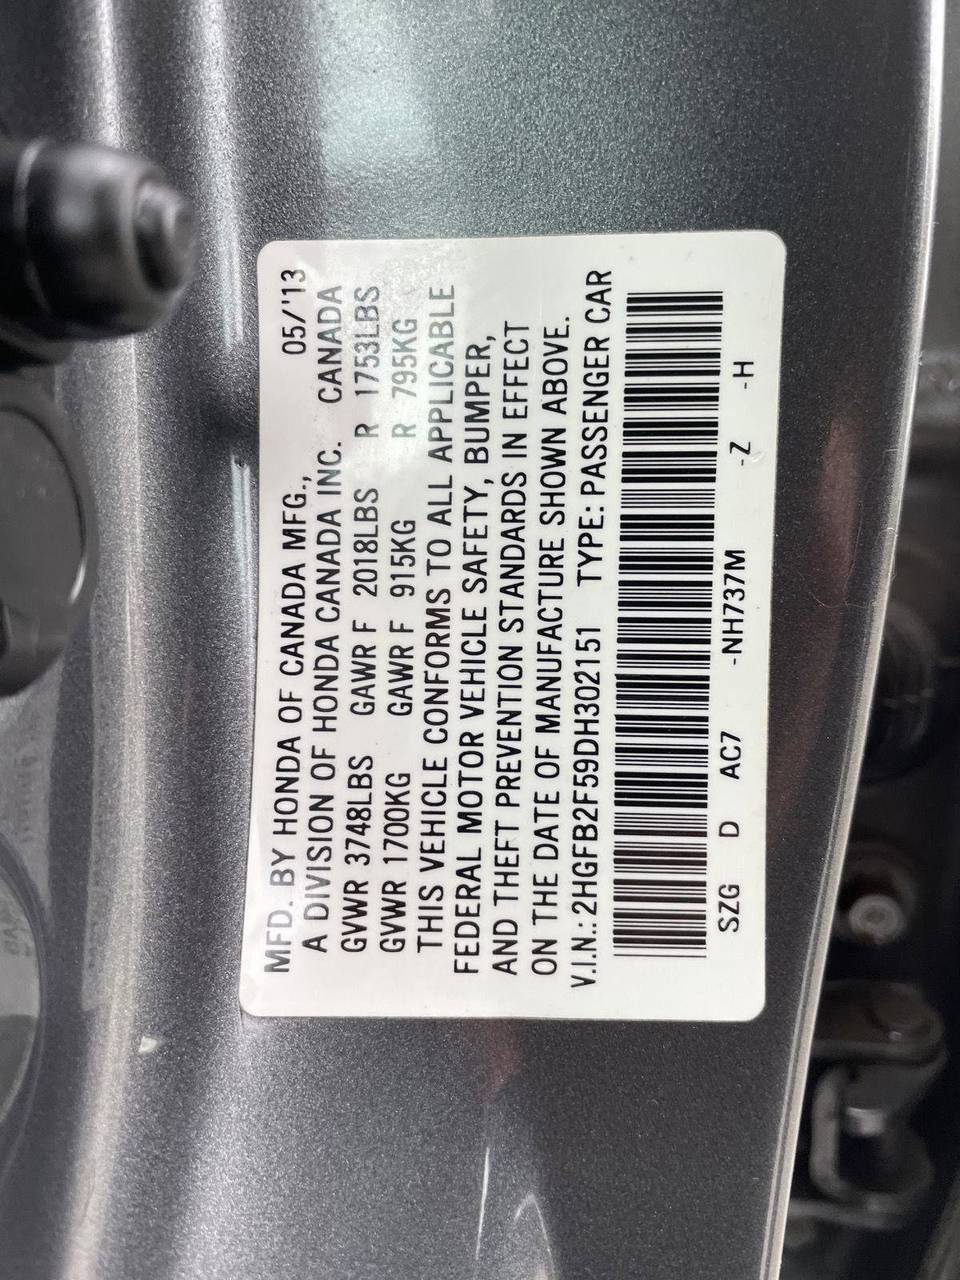 MFD. BY HONDA OF CANADA MFG., 05/'13
A DIVISION OF HONDA CANADA INC. CANADA
GVWR 3748LBS GAWR F 2018LBS R 1753LBS
GVWR 1700KG GAWR F 915KG R 795KG
THIS VEHICLE CONFORMS TO ALL APPLICABLE
FEDERAL MOTOR VEHICLE SAFETY, BUMPER,
AND THEFT PREVENTION STANDARDS IN EFFECT
ON THE DATE OF MANUFACTURE SHOWN ABOVE.
V.I.N.:2HGFB2F59DH302151 TYPE: PASSENGER CAR
SZG D AC7 -NH737M -Z -H